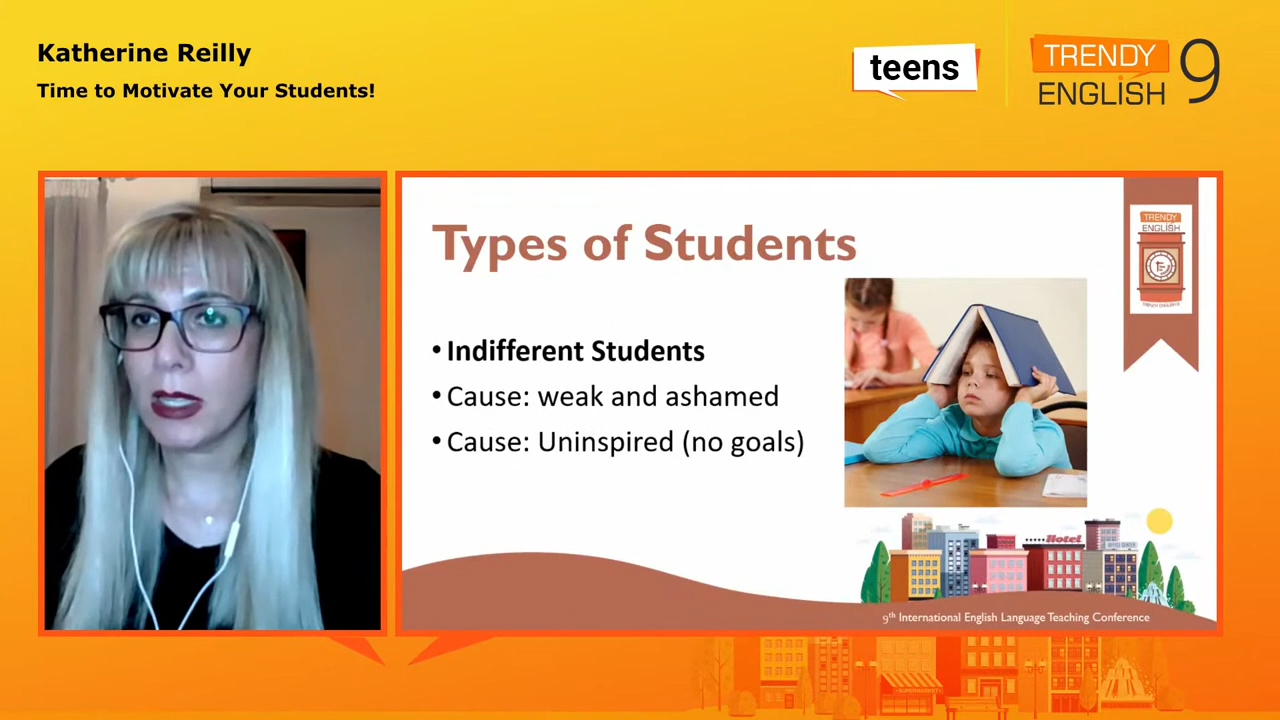 Katherine Reilly
Time to Motivate Your Students!
teens
TRENDY
ENGLISH 9
Types of Students
TRENDY
ENGLISH
• Indifferent Students
• Cause: weak and ashamed
• Cause: Uninspired (no goals)
Hotel
9th International English Language Teaching Conference
SUPERMARKET